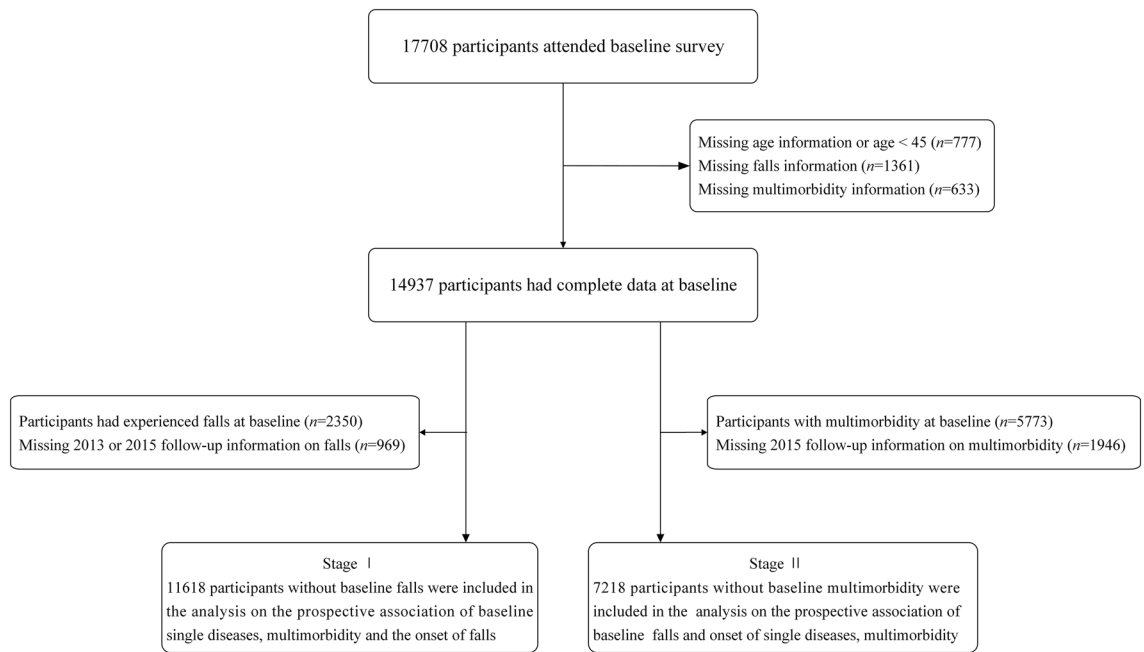 17708 participants attended baseline survey
Missing age information or age < 45 (n=777)
Missing falls information (n=1361)
Missing multimorbidity information (n=633)
14937 participants had complete data at baseline
Participants had experienced falls at baseline (n=2350)
Missing 2013 or 2015 follow-up information on falls (n=969)
Participants with multimorbidity at baseline (n=5773)
Missing 2015 follow-up information on multimorbidity (n=1946)
Stage Ⅰ
11618 participants without baseline falls were included in
the analysis on the prospective association of baseline
single diseases, multimorbidity and the onset of falls
Stage Ⅱ
7218 participants without baseline multimorbidity were
included in the analysis on the prospective association of
baseline falls and onset of single diseases, multimorbidity